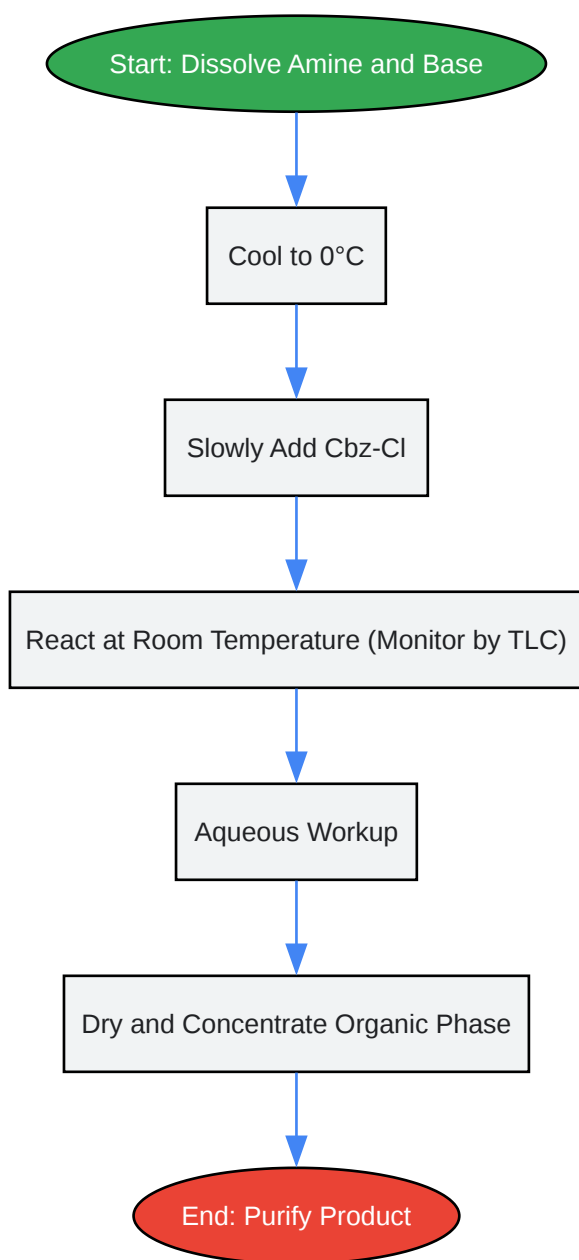 Start: Dissolve Amine and Base
Cool to 0°C
Slowly Add Cbz-Cl
React at Room Temperature (Monitor by TLC)
Aqueous Workup
Dry and Concentrate Organic Phase
End: Purify Product